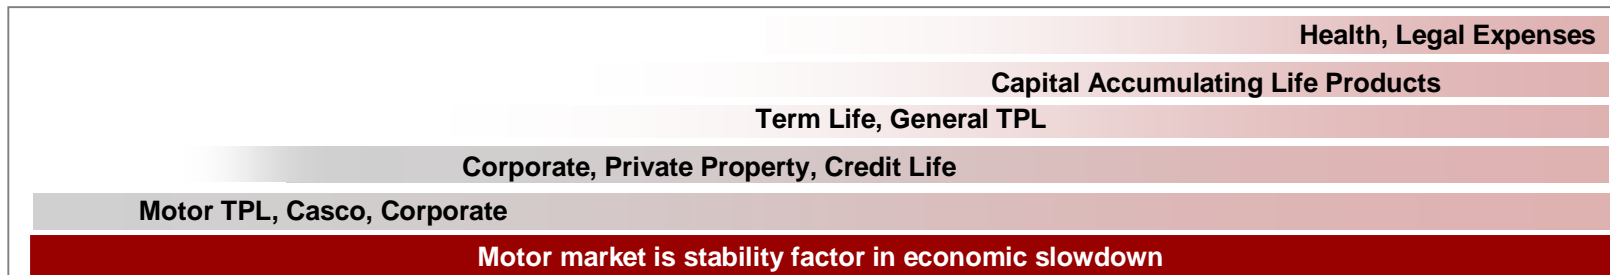 Health, Legal Expenses
Capital Accumulating Life Products
Term Life, General TPL
Corporate, Private Property, Credit Life
Motor TPL, Casco, Corporate
Motor market is stability factor in economic slowdown